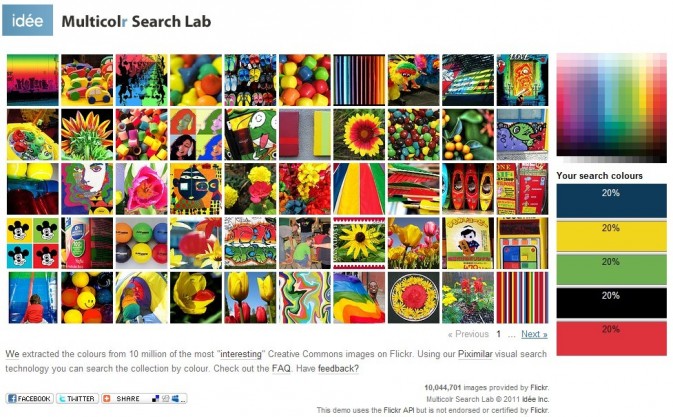 idée Multicolr Search Lab
Your search colours
20%
20%
20%
20%
20%
« Previous 1 ... Next »
We extracted the colours from 10 million of the most "interesting" Creative Commons images on Flickr. Using our Piximilar visual search
technology you can search the collection by colour. Check out the FAQ. Have feedback?
FACEBOOK TWITTER SHARE
10,044,701 images provided by Flickr.
Multicolr Search Lab © 2011 Idée Inc.
This demo uses the Flickr API but is not endorsed or certified by Flickr.